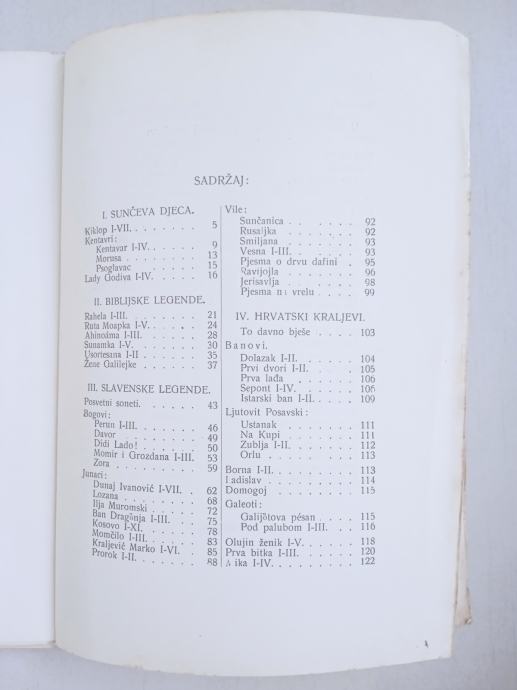 SADRŽAJ:
I. SUNČEVA DJECA.
Kiklop I-VII. . . . . . . 5
Kentavri:
Kentavar I-IV. . . . . 9
Morusa . . . . . 13
Psoglavac . . . . . 15
Lady Godiva I-IV. . . . . 16
II. BIBLIJSKE LEGENDE.
Rahela I-III. . . . . . 21
Ruta Moapka I-V. . . . . 24
Ahinoáma I-III. . . . . 28
Sunamka I-V. . . . . . 30
Usortesana I-II . . . . . 35
Žene Galilejke . . . . . 37
III. SLAVENSKE LEGENDE.
Posvetni soneti. . . . . . 43
Bogovi:
Perun I-III. . . . . . 46
Davor . . . . . . 49
Didi Lado! . . . . . 50
Momir i Grozdana I-III. 53
Zora . . . . . . 59
Junaci:
Dunaj Ivanović I-VII. . 62
Lozana . . . . . . 68
Ilja Muromski . . . . 72
Ban Dragonja I-III. . . 75
Kosovo I-XI. . . . . 78
Momčilo I-III. . . . . 83
Kraljević Marko I-VI. . 85
Prorok I-II. . . . . . 88
Vile:
Sunčanica . . . . . 92
Rusaljka . . . . . 92
Smiljana . . . . . 93
Vesna I-III. . . . . . 93
Pjesma o drvu dafini . 95
Ravijojla . . . . . 96
Jerisavlja . . . . . 98
Pjesma na vrelu . . . 99
IV. HRVATSKI KRALJEVI.
To davno bješe . . . 103
Banovi.
Dolazak I-II. . . . . 104
Prvi dvori I-II. . . . . 105
Prva lađa . . . . . 106
Sepont I-IV. . . . . 106
Istarski ban I-II. . . . 109
Ljutovit Posavski:
Ustanak . . . . . 111
Na Kupi . . . . . 111
Zublja I-II. . . . . . 112
Orlu . . . . . . 113
Borna I-II. . . . . . . 113
Ladislav . . . . . . 114
Domogoj . . . . . . 115
Galeoti:
Galijotova pésan . . . 115
Pod palubom I-III. . . 116
Olujin ženik I-V. . . . . 118
Prva bitka I-III. . . . . 120
ika I-IV. . . . . . . . 122